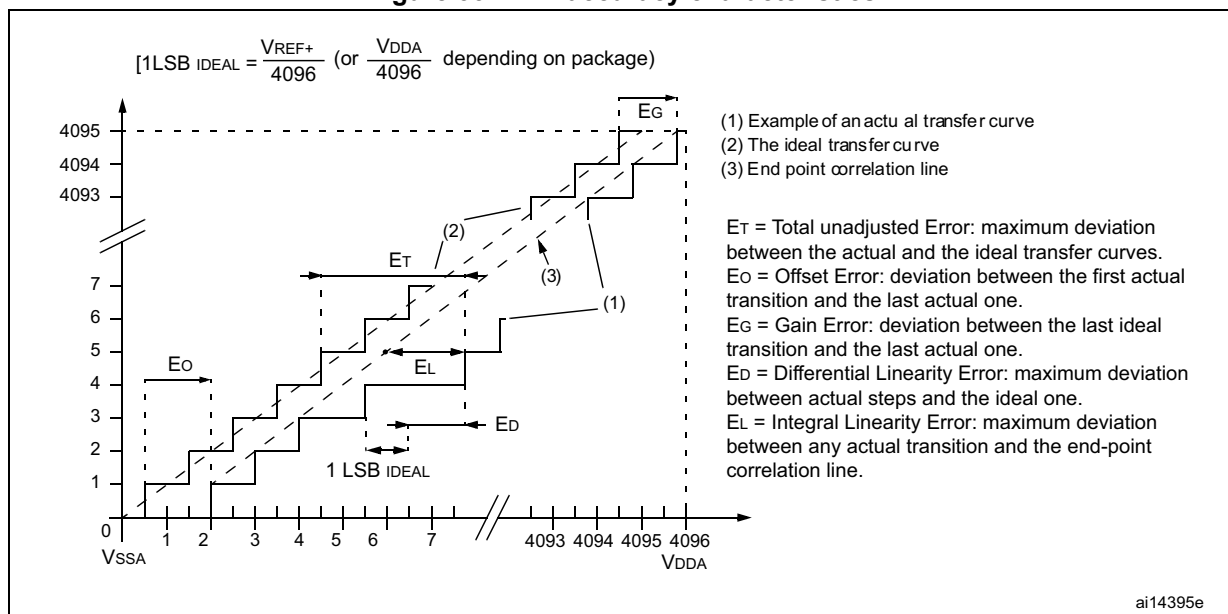 [1LSB IDEAL = VREF+ / 4096 (or VDDA / 4096 depending on package)
EG
4095
4094
4093
7
6
5
4
3
2
1
0
(1) Example of an actu al transfer curve
(2) The ideal transfer curve
(3) End point correlation line
ET = Total unadjusted Error: maximum deviation
between the actual and the ideal transfer curves.
EO = Offset Error: deviation between the first actual
transition and the last actual one.
EG = Gain Error: deviation between the last ideal
transition and the last actual one.
ED = Differential Linearity Error: maximum deviation
between actual steps and the ideal one.
EL = Integral Linearity Error: maximum deviation
between any actual transition and the end-point
correlation line.
(2)
ET
(3)
(1)
EO
EL
ED
1 LSB IDEAL
1 2 3 4 5 6 7 4093 4094 4095 4096
VSSA
VDDA
ai14395e